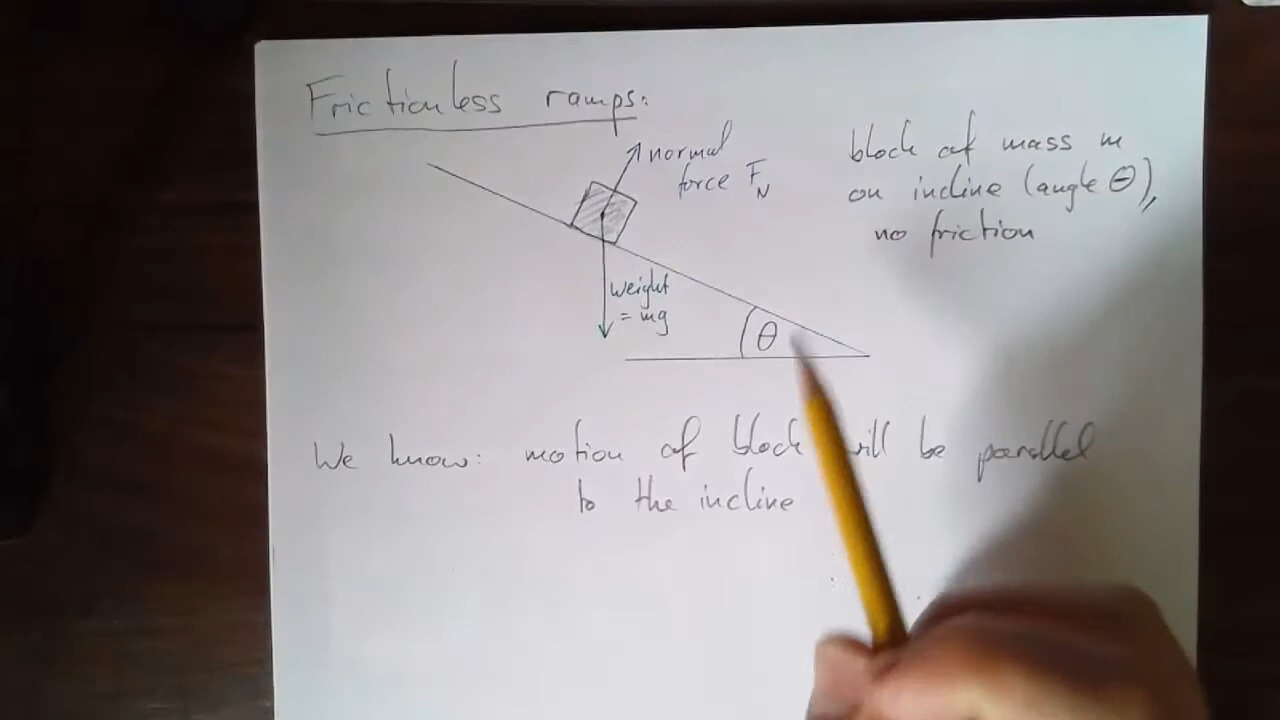 Frictionless ramps:
normal
force F_N
block of mass m
on incline (angle θ),
no friction
weight
= mg
θ
We know: motion of block will be parallel
to the incline